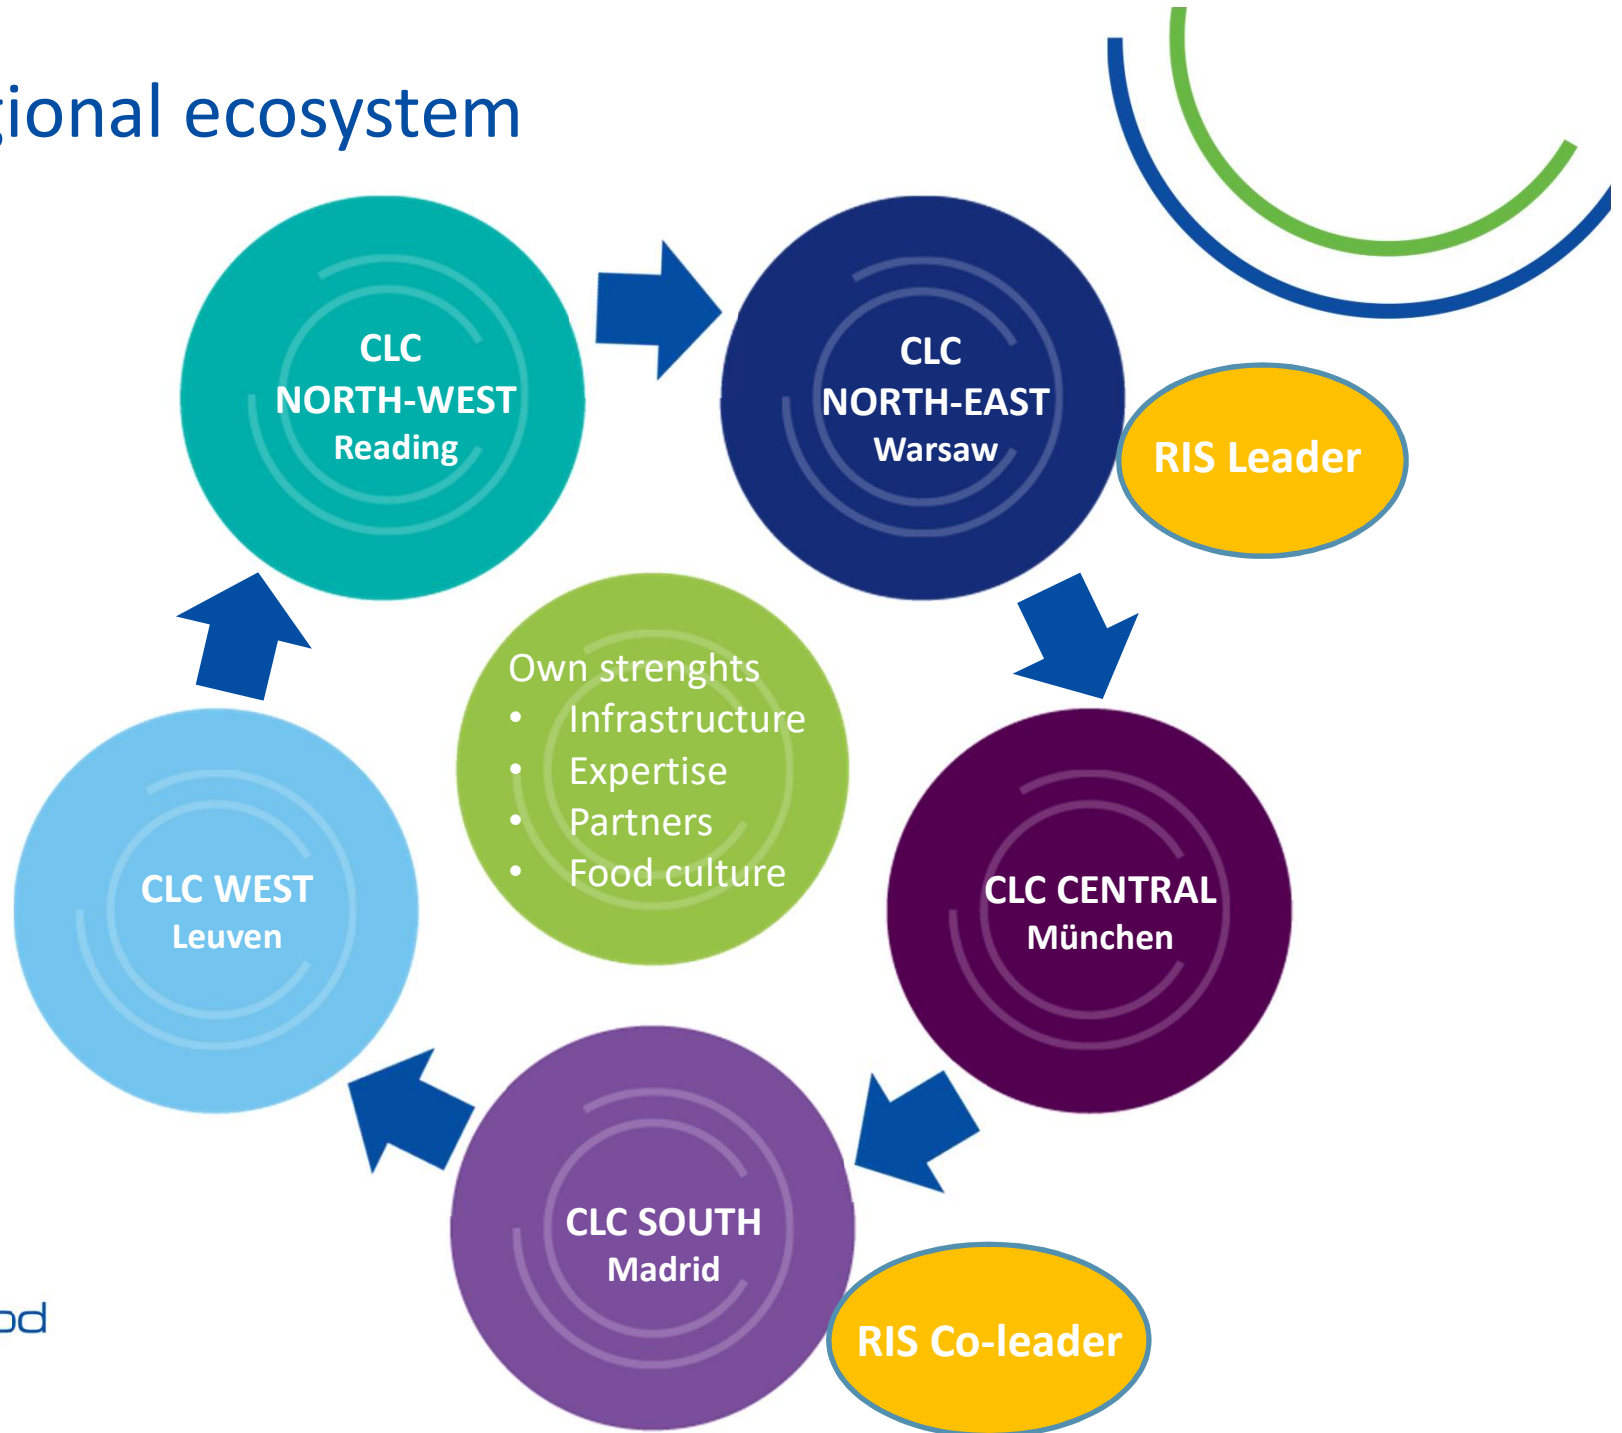 gional ecosystem
CLC
NORTH-WEST
Reading
CLC
NORTH-EAST
Warsaw
RIS Leader
Own strenghts
• Infrastructure
• Expertise
• Partners
• Food culture
CLC WEST
Leuven
CLC CENTRAL
München
CLC SOUTH
Madrid
RIS Co-leader
od